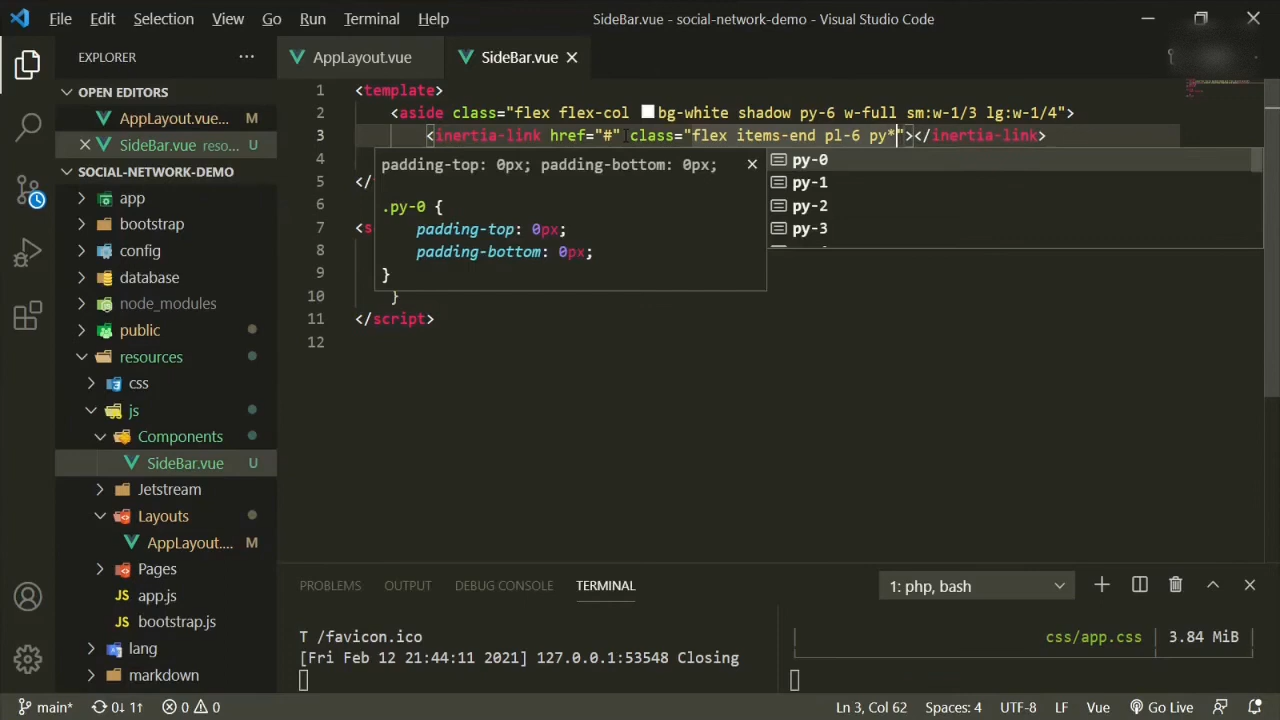 File Edit Selection View Go Run Terminal Help SideBar.vue - social-network-demo - Visual Studio Code
EXPLORER
AppLayout.vue SideBar.vue
OPEN EDITORS
AppLayout.vue... M
SideBar.vue reso... U
SOCIAL-NETWORK-DEMO
app
bootstrap
config
database
node_modules
public
resources
css
js
Components
SideBar.vue U
Jetstream
Layouts
AppLayout.... M
Pages
app.js
bootstrap.js
lang
markdown
1 <template>
2 <aside class="flex flex-col bg-white shadow py-6 w-full sm:w-1/3 lg:w-1/4">
3 <inertia-link href="#" class="flex items-end pl-6 py*"></inertia-link>
4
5 </
6
7 <s
8
9
10 }
11 </script>
12
padding-top: 0px; padding-bottom: 0px;
.py-0 {
padding-top: 0px;
padding-bottom: 0px;
}
py-0
py-1
py-2
py-3
PROBLEMS OUTPUT DEBUG CONSOLE TERMINAL 1: php, bash
T /favicon.ico
[Fri Feb 12 21:44:11 2021] 127.0.0.1:53548 Closing
css/app.css | 3.84 MiB
main* 0↓ 1↑ 0 0 Ln 3, Col 62 Spaces: 4 UTF-8 LF Vue Go Live